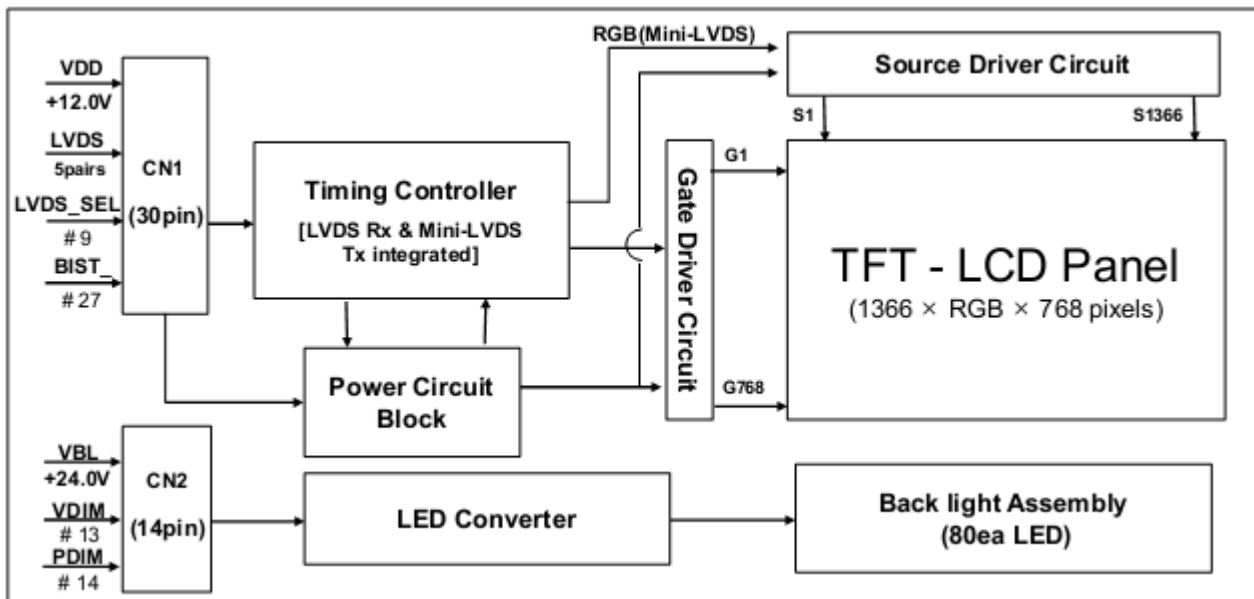 RGB(Mini-LVDS)
Source Driver Circuit
S1
S1366
VDD
+12.0V
LVDS
5pairs
LVDS_SEL
# 9
BIST_
# 27
CN1
(30pin)
Timing Controller
[LVDS Rx & Mini-LVDS
Tx integrated]
Power Circuit
Block
Gate Driver Circuit
G1
G768
TFT - LCD Panel
(1366 × RGB × 768 pixels)
VBL
+24.0V
VDIM
# 13
PDIM
# 14
CN2
(14pin)
LED Converter
Back light Assembly
(80ea LED)